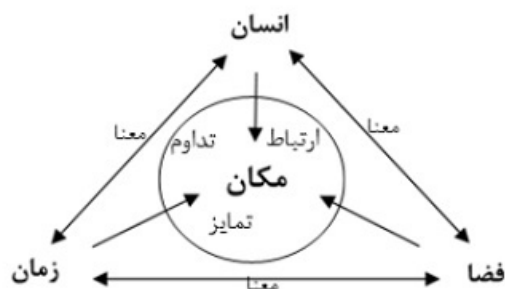 انسان
معنا
معنا
ارتباط
تداوم
مکان
تمایز
فضا
زمان
معنا